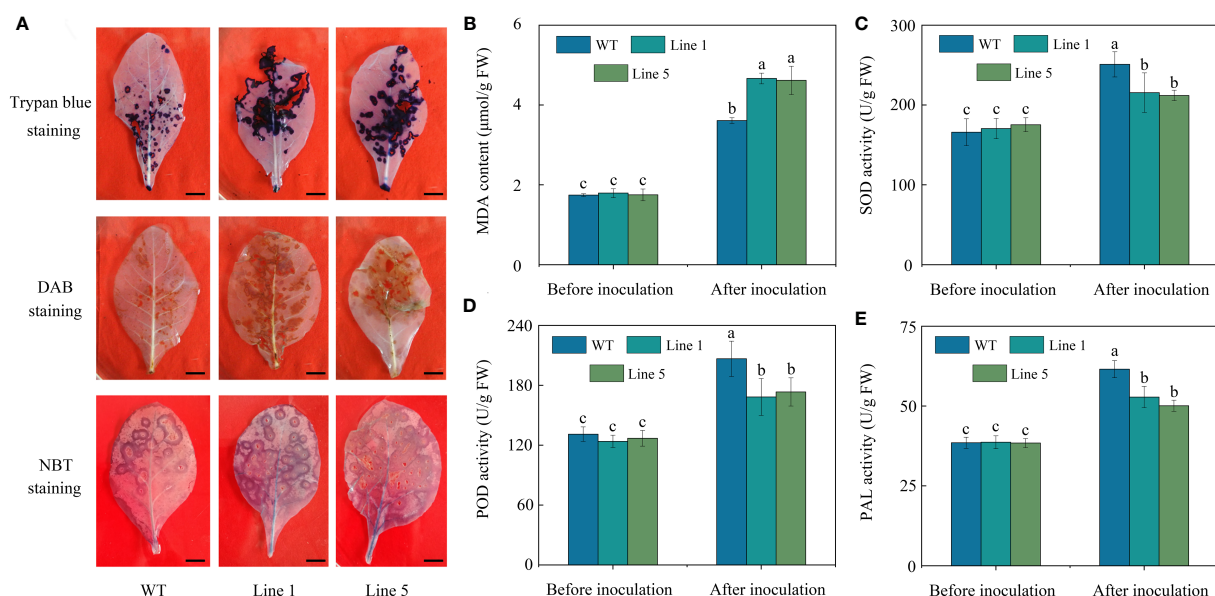 A
Trypan blue
staining
DAB
staining
NBT
staining
WT
Line 1
Line 5
B
MDA content (μmol/g FW)
6
4
2
0
WT
Line 1
Line 5
c
c
c
b
a
a
Before inoculation
After inoculation
C
SOD activity (U/g FW)
300
200
100
0
WT
Line 1
Line 5
c
c
c
a
b
b
Before inoculation
After inoculation
D
POD activity (U/g FW)
240
180
120
60
0
WT
Line 1
Line 5
c
c
c
a
b
b
Before inoculation
After inoculation
E
PAL activity (U/g FW)
75
50
25
0
WT
Line 1
Line 5
c
c
c
a
b
b
Before inoculation
After inoculation